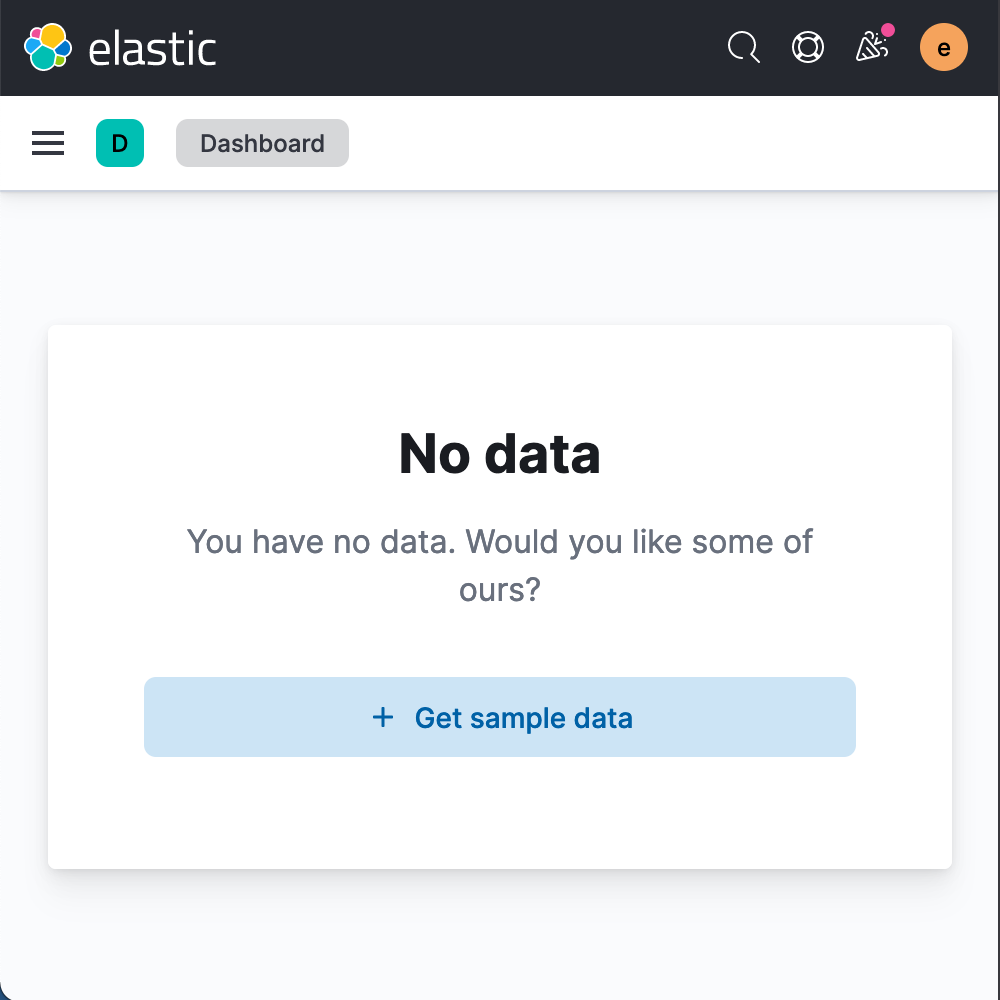 elastic
e
D
Dashboard
No data
You have no data. Would you like some of
ours?
Get sample data